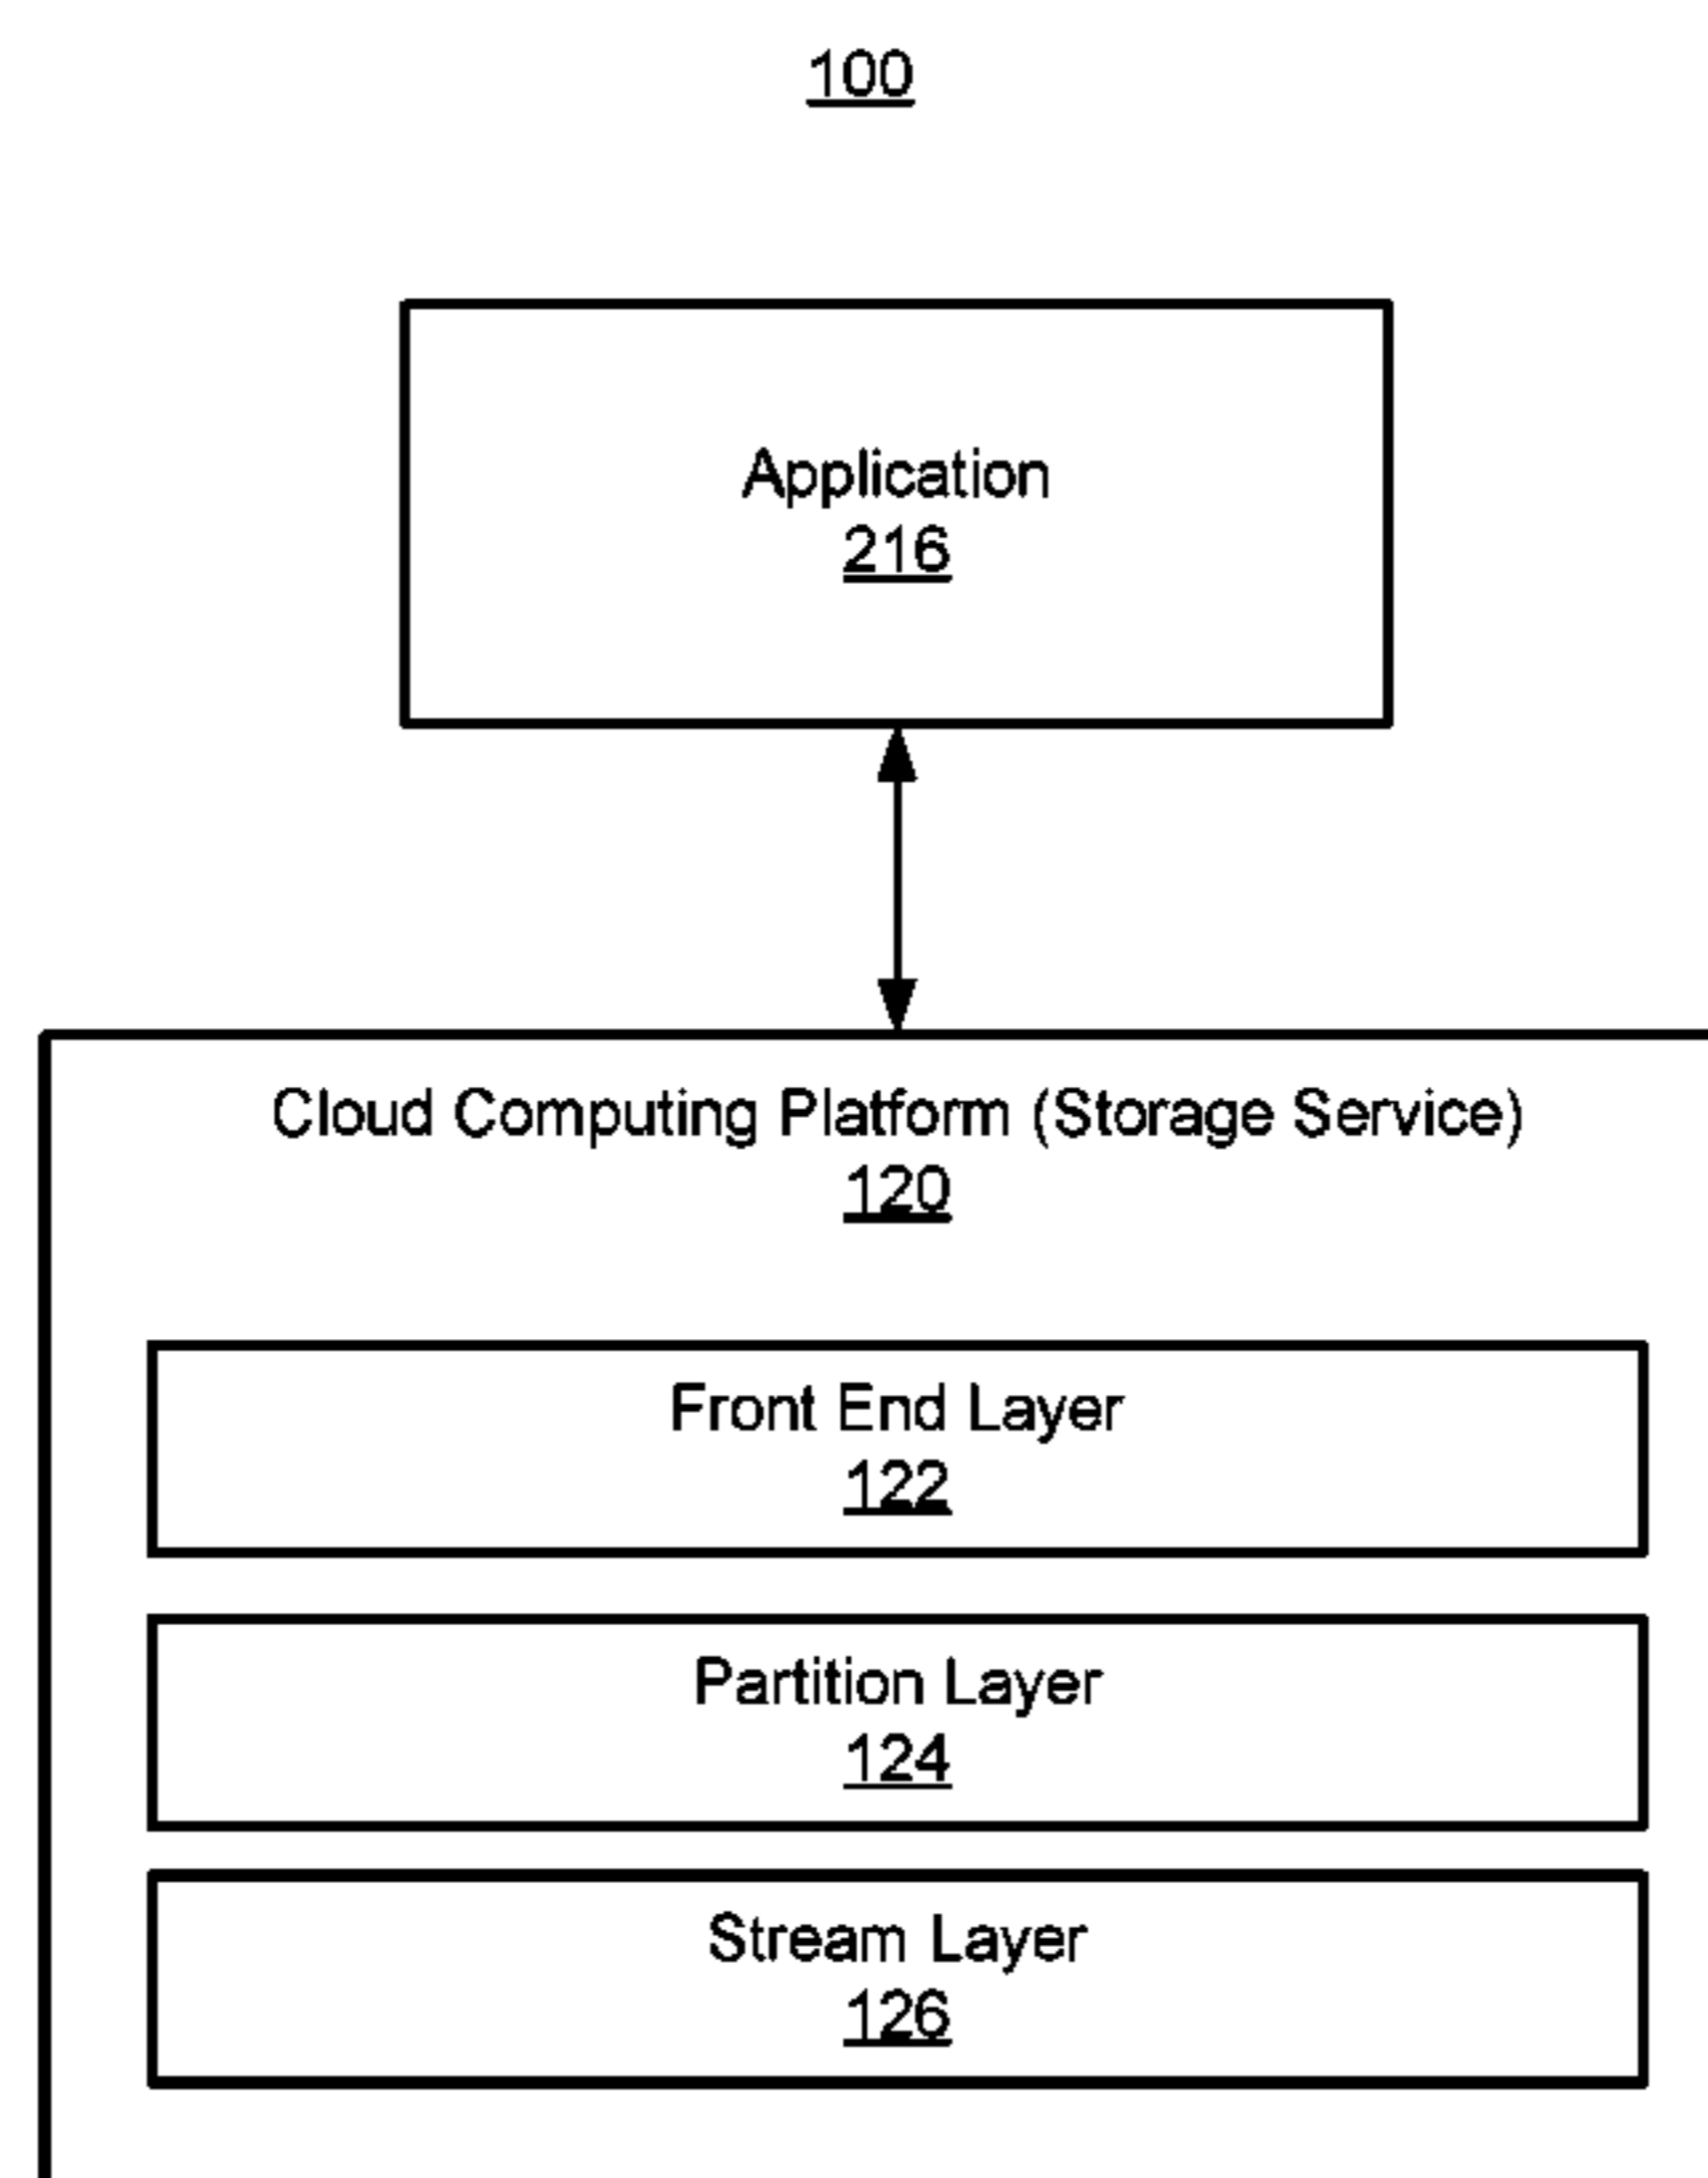 100
Application
216
Cloud Computing Platform (Storage Service)
120
Front End Layer
122
Partition Layer
124
Stream Layer
126